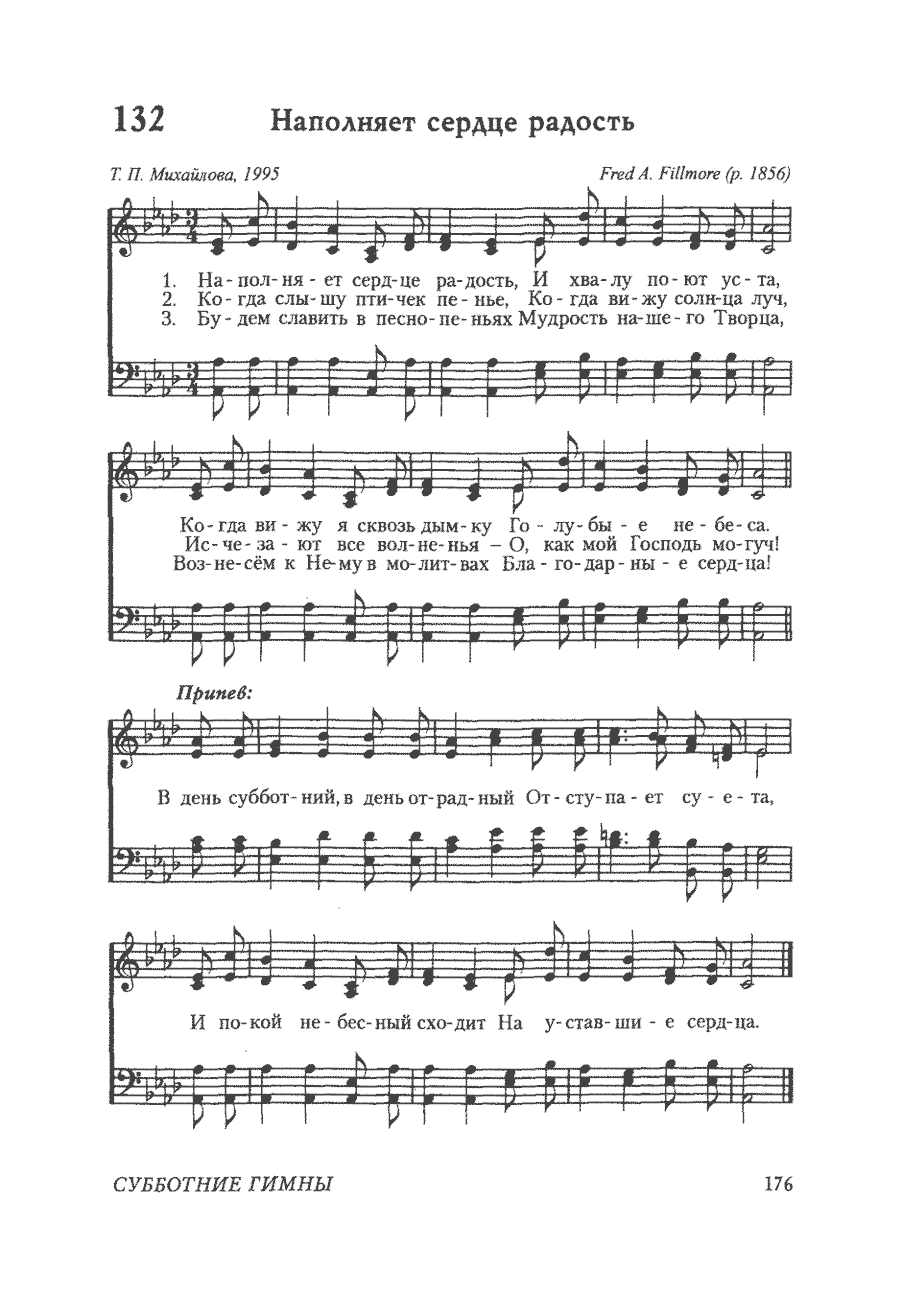 132 Наполняет сердце радость
Т. П. Михайлова, 1995 Fred A. Fillmore (р. 1856)
1. На-пол-ня - ет серд-це ра-дость, И хва-лу по-ют ус-та,
2. Ко-гда слы-шу пти-чек пе-нье, Ко-гда ви-жу солн-ца луч,
3. Бу-дем славить в песно-пе-ньях Мудрость на-ше-го Творца,
Ко-гда ви - жу я сквозь дым-ку Го - лу-бы - е не-бе-са.
Ис-че-за - ют все вол-не-нья – О, как мой Господь мо-гуч!
Воз-не-сём к Не-му в мо-лит-вах Бла - го-дар-ны - е серд-ца!
Припев:
В день суббот-ний, в день от-рад-ный От-сту-па-ет су-е-та,
И по-кой не-бес-ный схо-дит На у-став-ши - е серд-ца.
СУББОТНИЕ ГИМНЫ 176